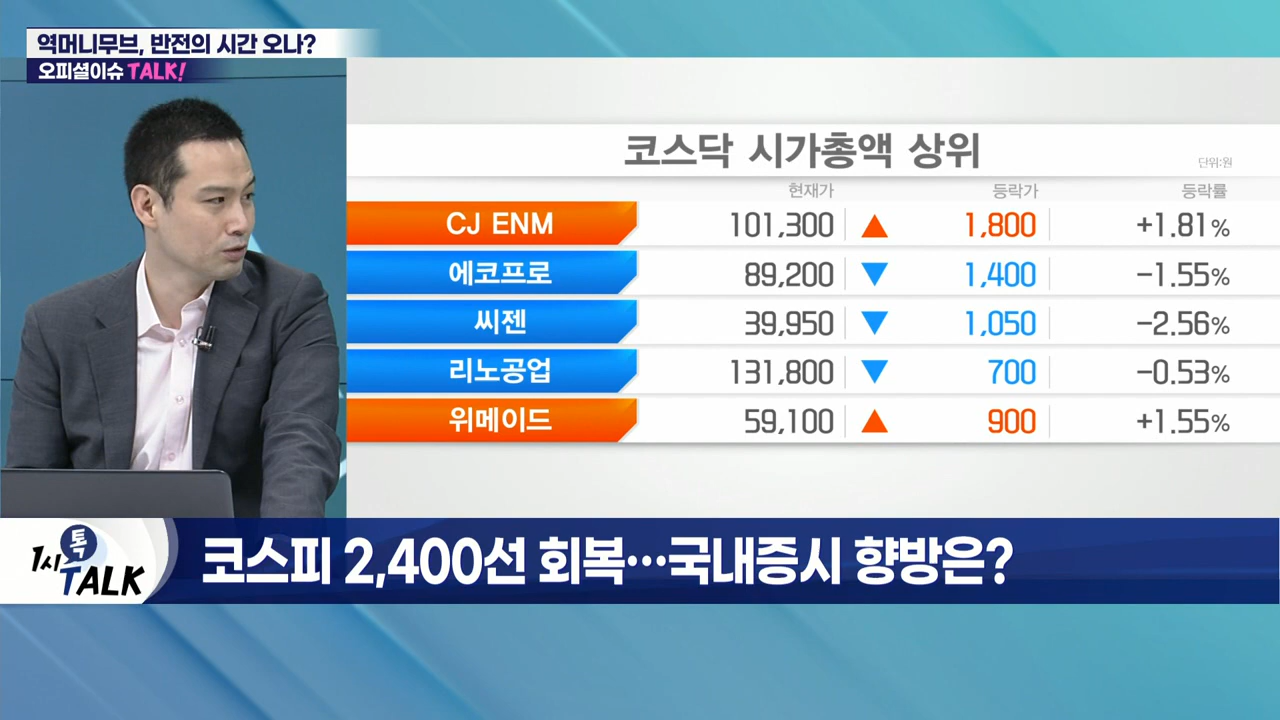 역머니무브, 반전의 시간 오나?
오피셜이슈 TALK!
코스닥 시가총액 상위
단위:원
현재가 등락가 등락률
CJ ENM 101,300 ▲ 1,800 +1.81%
에코프로 89,200 ▼ 1,400 -1.55%
씨젠 39,950 ▼ 1,050 -2.56%
리노공업 131,800 ▼ 700 -0.53%
위메이드 59,100 ▲ 900 +1.55%
1시 톡 TALK
코스피 2,400선 회복…국내증시 향방은?